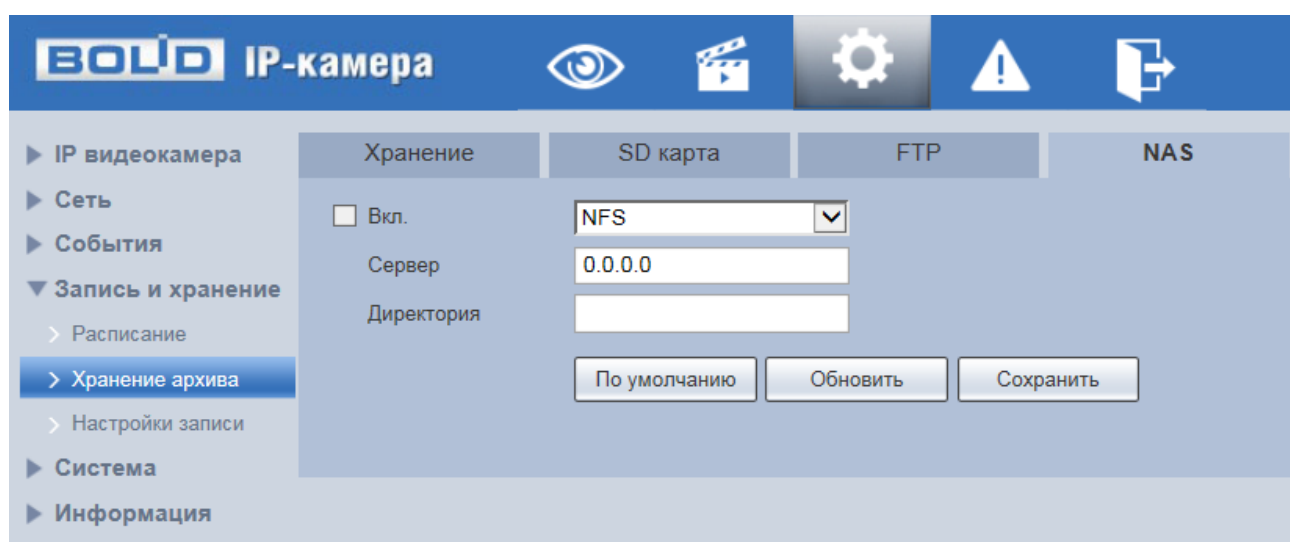 BOLID IP-камера
IP видеокамера
Сеть
События
Запись и хранение
Расписание
Хранение архива
Настройки записи
Система
Информация
Хранение SD карта FTP NAS
Вкл. NFS
Сервер 0.0.0.0
Директория
По умолчанию Обновить Сохранить